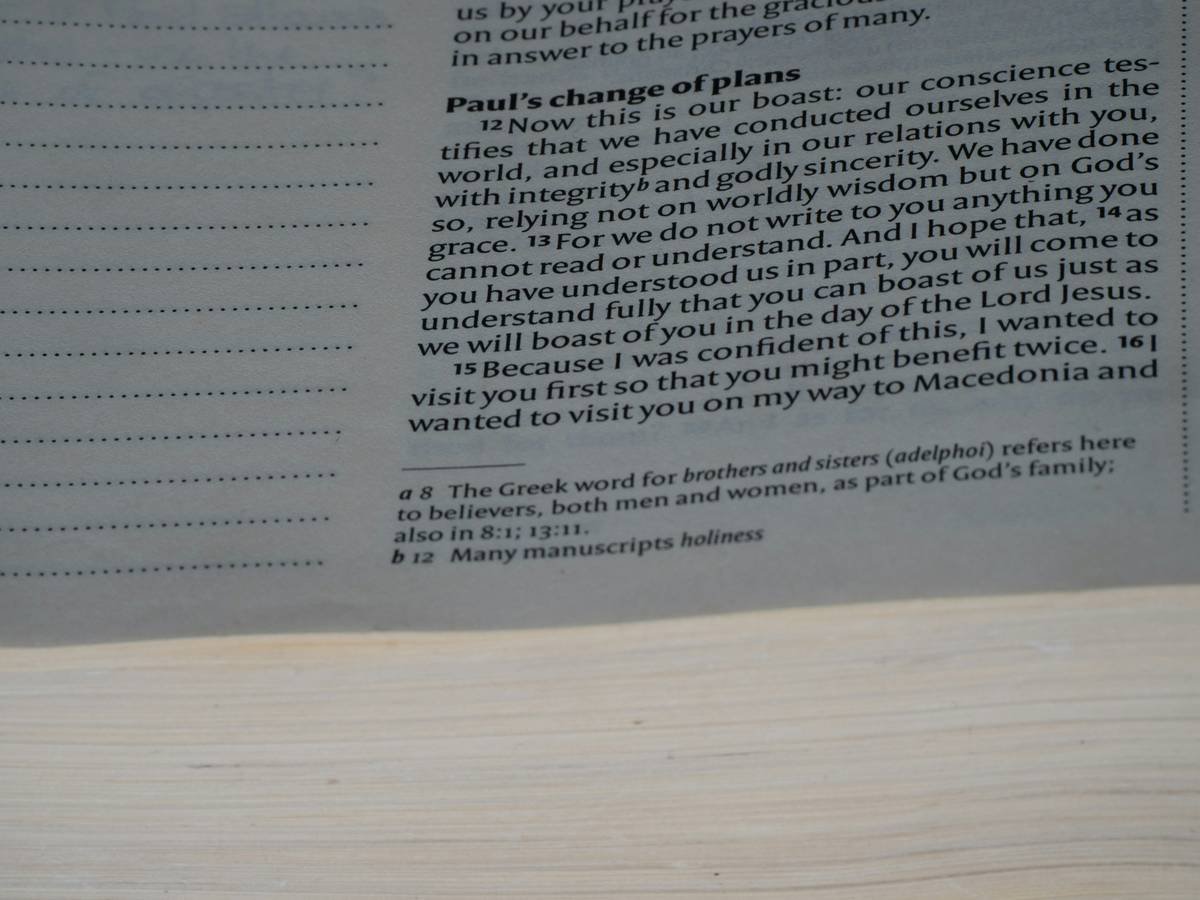 us by your
on our behalf for the gracious
in answer to the prayers of many.
Paul's change of plans
12 Now this is our boast: our conscience tes-
tifies that we have conducted ourselves in the
world, and especially in our relations with you,
with integrity b and godly sincerity. We have done
so, relying not on worldly wisdom but on God's
grace. 13 For we do not write to you anything you
cannot read or understand. And I hope that, 14 as
you have understood us in part, you will come to
understand fully that you can boast of us just as
we will boast of you in the day of the Lord Jesus.
15 Because I was confident of this, I wanted to
visit you first so that you might benefit twice. 16 I
wanted to visit you on my way to Macedonia and
a 8 The Greek word for brothers and sisters (adelphoi) refers here
to believers, both men and women, as part of God's family;
also in 8:1; 13:11.
b 12 Many manuscripts holiness